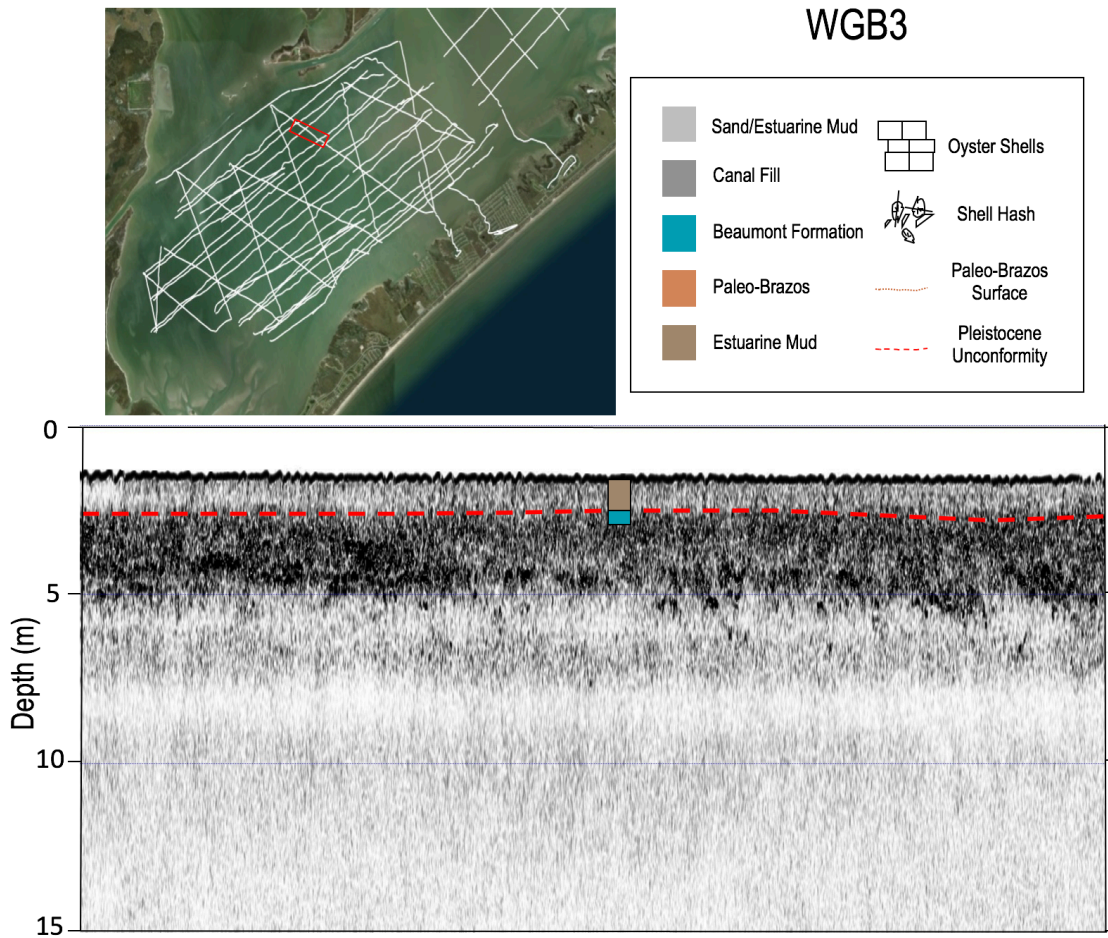 WGB3
Sand/Estuarine Mud
Canal Fill
Beaumont Formation
Paleo-Brazos
Estuarine Mud
Oyster Shells
Shell Hash
Paleo-Brazos
Surface
Pleistocene
Unconformity
0
5
10
15
Depth (m)